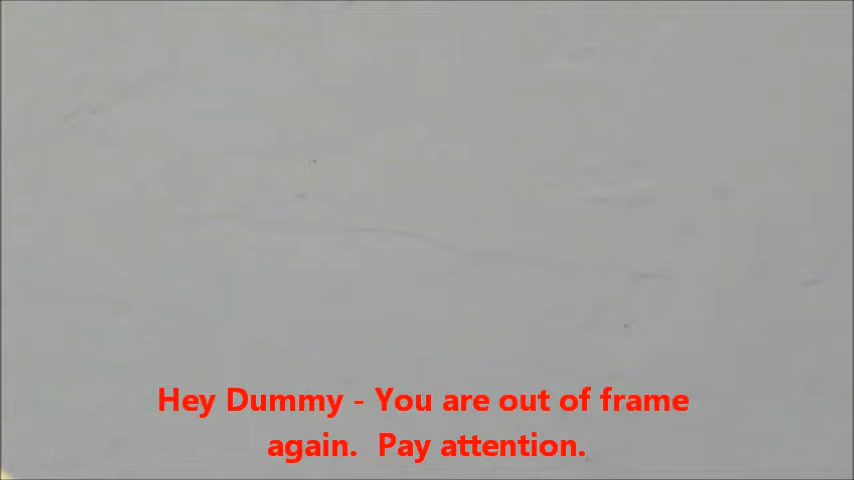 Hey Dummy - You are out of frame
again.  Pay attention.